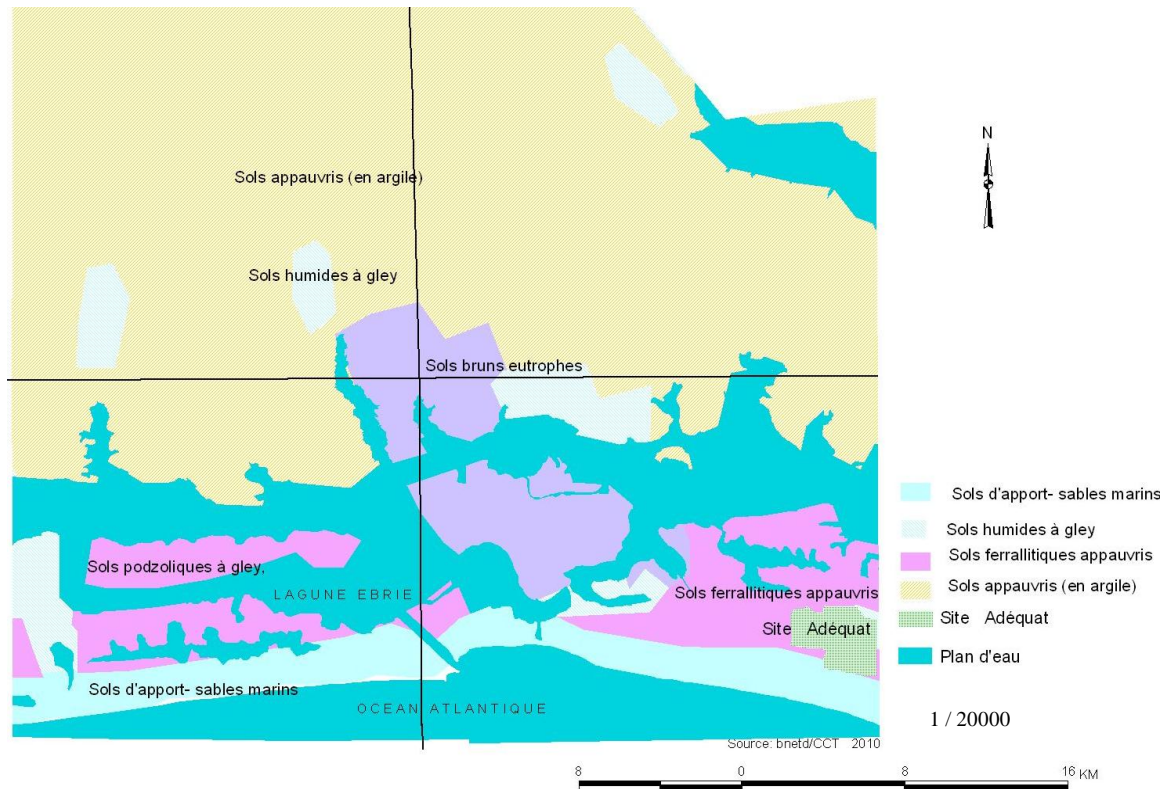 N
Sols appauvris (en argile)
Sols humides à gley
Sols bruns eutrophes
Sols podzoliques à gley,
LAGUNE EBRIE
Sols ferrallitiques appauvris
Site Adéquat
Sols d'apport- sables marins
OCEAN ATLANTIQUE
Source: bnetd/CCT 2010
Sols d'apport- sables marins
Sols humides à gley
Sols ferrallitiques appauvris
Sols appauvris (en argile)
Site Adéquat
Plan d'eau
1 / 20000
8 0 8 16 KM